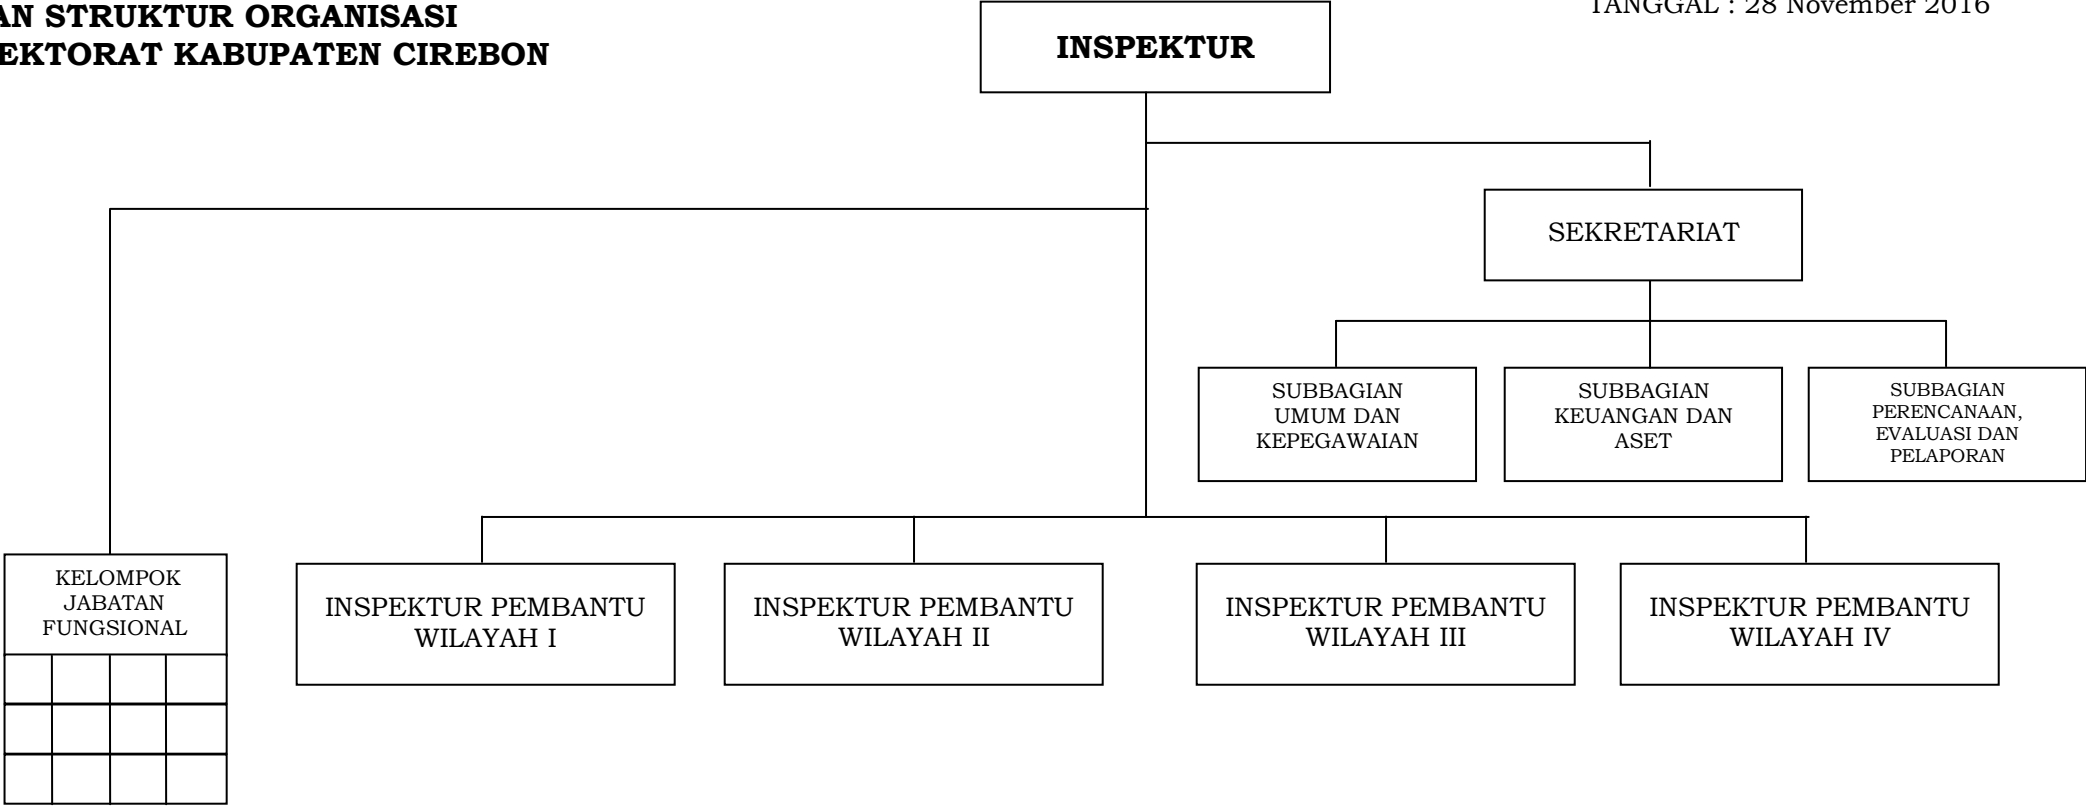 AN STRUKTUR ORGANISASI
EKTORAT KABUPATEN CIREBON
TANGGAL : 28 November 2016
INSPEKTUR
SEKRETARIAT
SUBBAGIAN
UMUM DAN
KEPEGAWAIAN
SUBBAGIAN
KEUANGAN DAN
ASET
SUBBAGIAN
PERENCANAAN,
EVALUASI DAN
PELAPORAN
KELOMPOK
JABATAN
FUNGSIONAL
INSPEKTUR PEMBANTU
WILAYAH I
INSPEKTUR PEMBANTU
WILAYAH II
INSPEKTUR PEMBANTU
WILAYAH III
INSPEKTUR PEMBANTU
WILAYAH IV